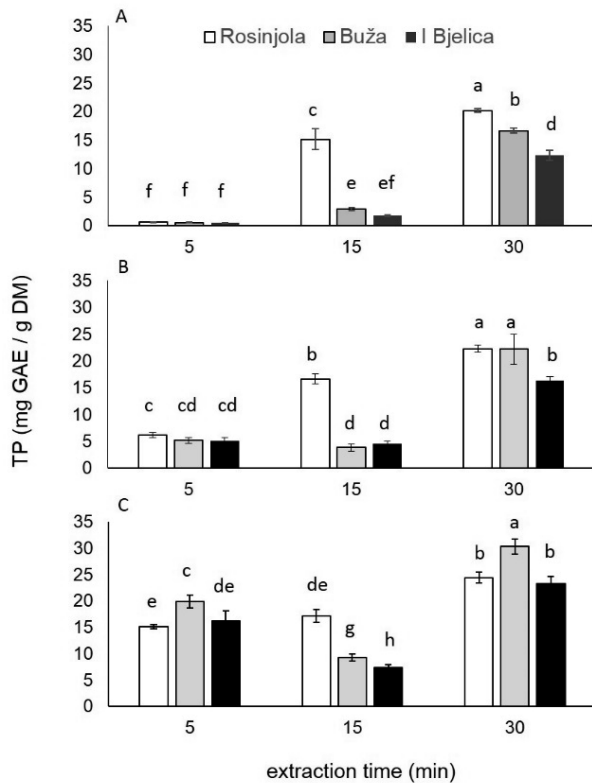 A
Rosinjola Buža I Bjelica
35
30
25
20
15
10
5
0
f f f
c e ef
a b d
5 15 30
B
35
30
25
20
15
10
5
0
c cd cd
b d d
a a b
5 15 30
C
35
30
25
20
15
10
5
0
e c de
de g h
b a b
5 15 30
TP (mg GAE / g DM)
extraction time (min)